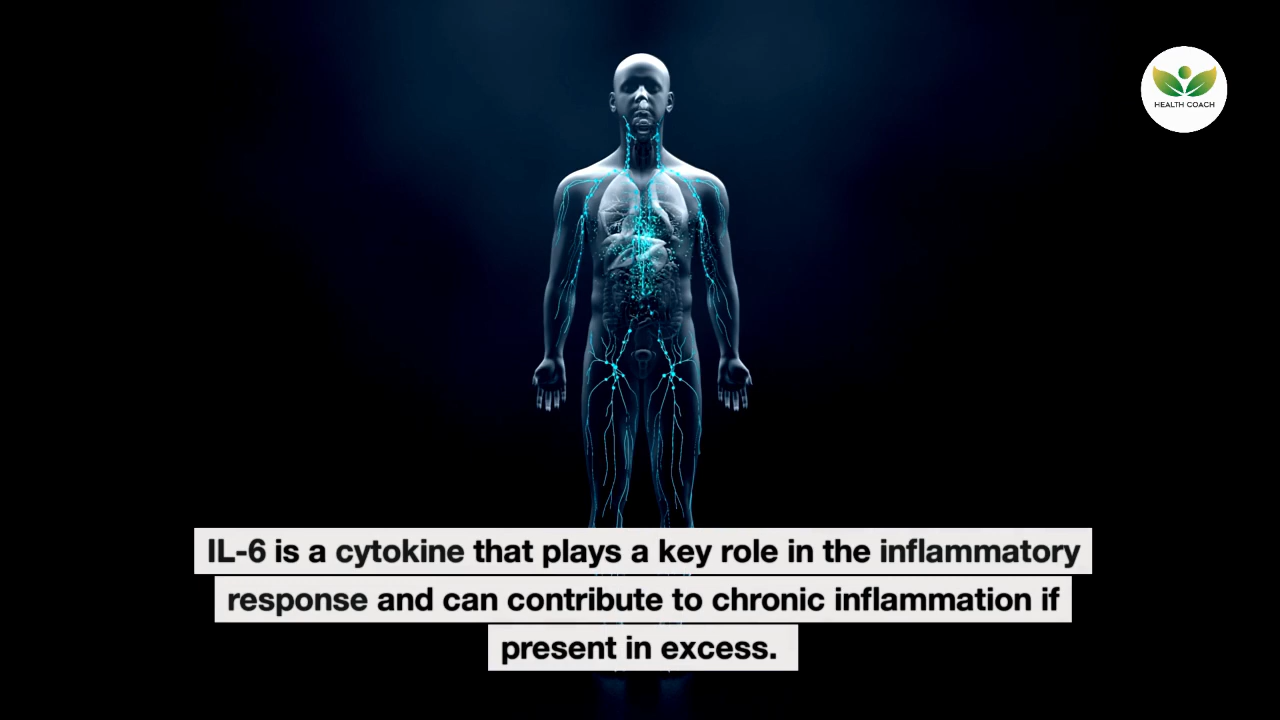 HEALTH COACH
IL-6 is a cytokine that plays a key role in the inflammatory
response and can contribute to chronic inflammation if
present in excess.